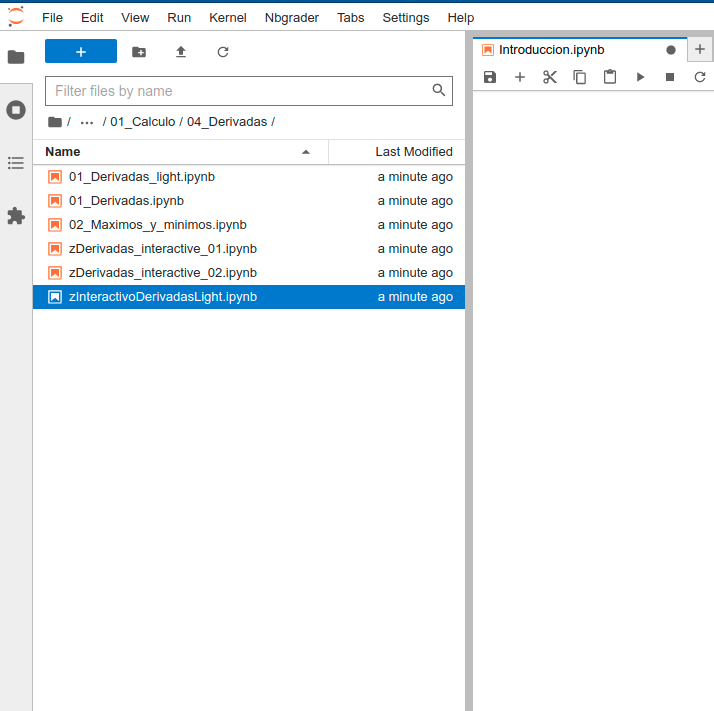 File Edit View Run Kernel Nbgrader Tabs Settings Help
Introduccion.ipynb
Filter files by name
/ ... / 01_Calculo / 04_Derivadas /
Name Last Modified
01_Derivadas_light.ipynb a minute ago
01_Derivadas.ipynb a minute ago
02_Maximos_y_minimos.ipynb a minute ago
zDerivadas_interactive_01.ipynb a minute ago
zDerivadas_interactive_02.ipynb a minute ago
zInteractivoDerivadasLight.ipynb a minute ago